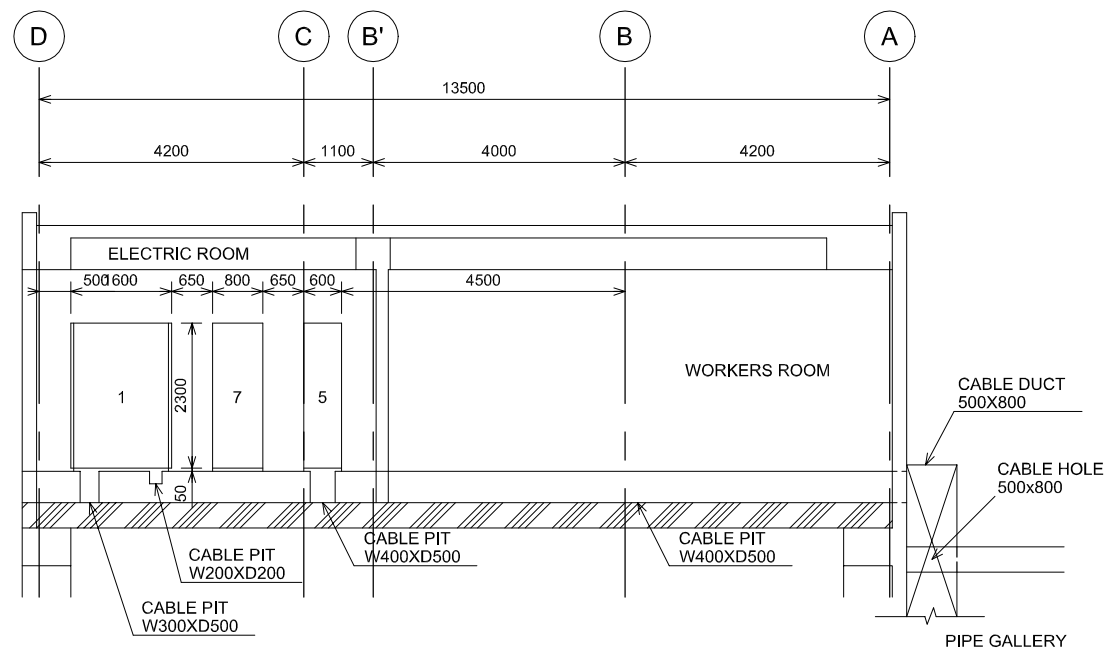 D C B' B A
13500
4200 1100 4000 4200
ELECTRIC ROOM
500 1600 650 800 650 600 4500
WORKERS ROOM
1 7 5
2300
50
CABLE DUCT
500X800
CABLE HOLE
500x800
CABLE PIT
W200XD200
CABLE PIT
W400XD500
CABLE PIT
W400XD500
CABLE PIT
W300XD500
PIPE GALLERY